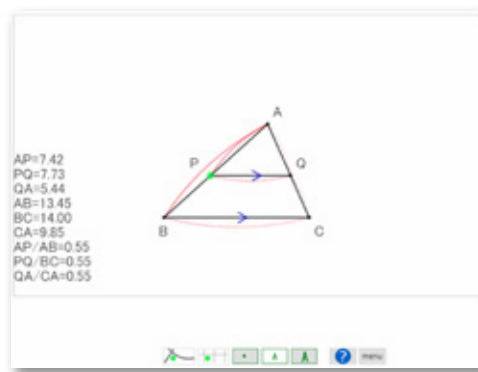 A
P
Q
AP=7.42
PQ=7.73
QA=5.44
AB=13.45
BC=14.00
CA=9.85
AP/AB=0.55
PQ/BC=0.55
QA/CA=0.55
B
C
A
A
?
menu